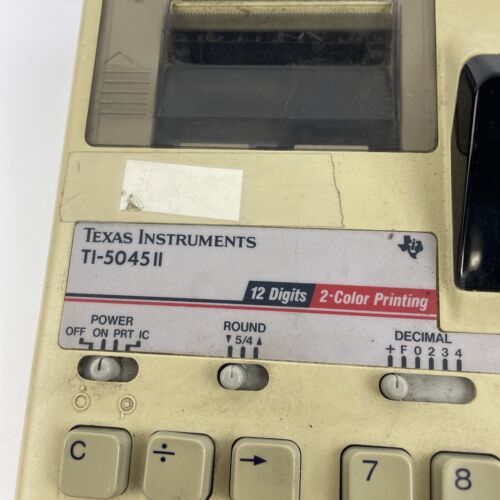 TEXAS INSTRUMENTS
TI-5045 II
12 Digits 2-Color Printing
POWER
OFF ON PRT IC
ROUND
▼ 5/4 ▲
DECIMAL
+ F 0 2 3 4
C ÷ → 7 8